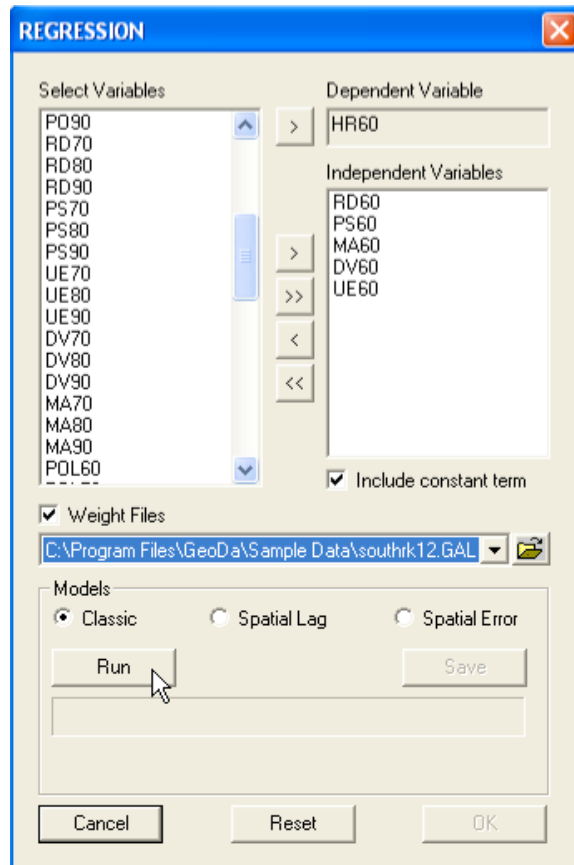 REGRESSION
Select Variables
PO90
RD70
RD80
RD90
PS70
PS80
PS90
UE70
UE80
UE90
DV70
DV80
DV90
MA70
MA80
MA90
POL60
>
>
>>
<
<<
Dependent Variable
HR60
Independent Variables
RD60
PS60
MA60
DV60
UE60
Include constant term
Weight Files
C:\Program Files\GeoDa\Sample Data\southrk12.GAL
Models
Classic Spatial Lag Spatial Error
Run Save
Cancel Reset OK